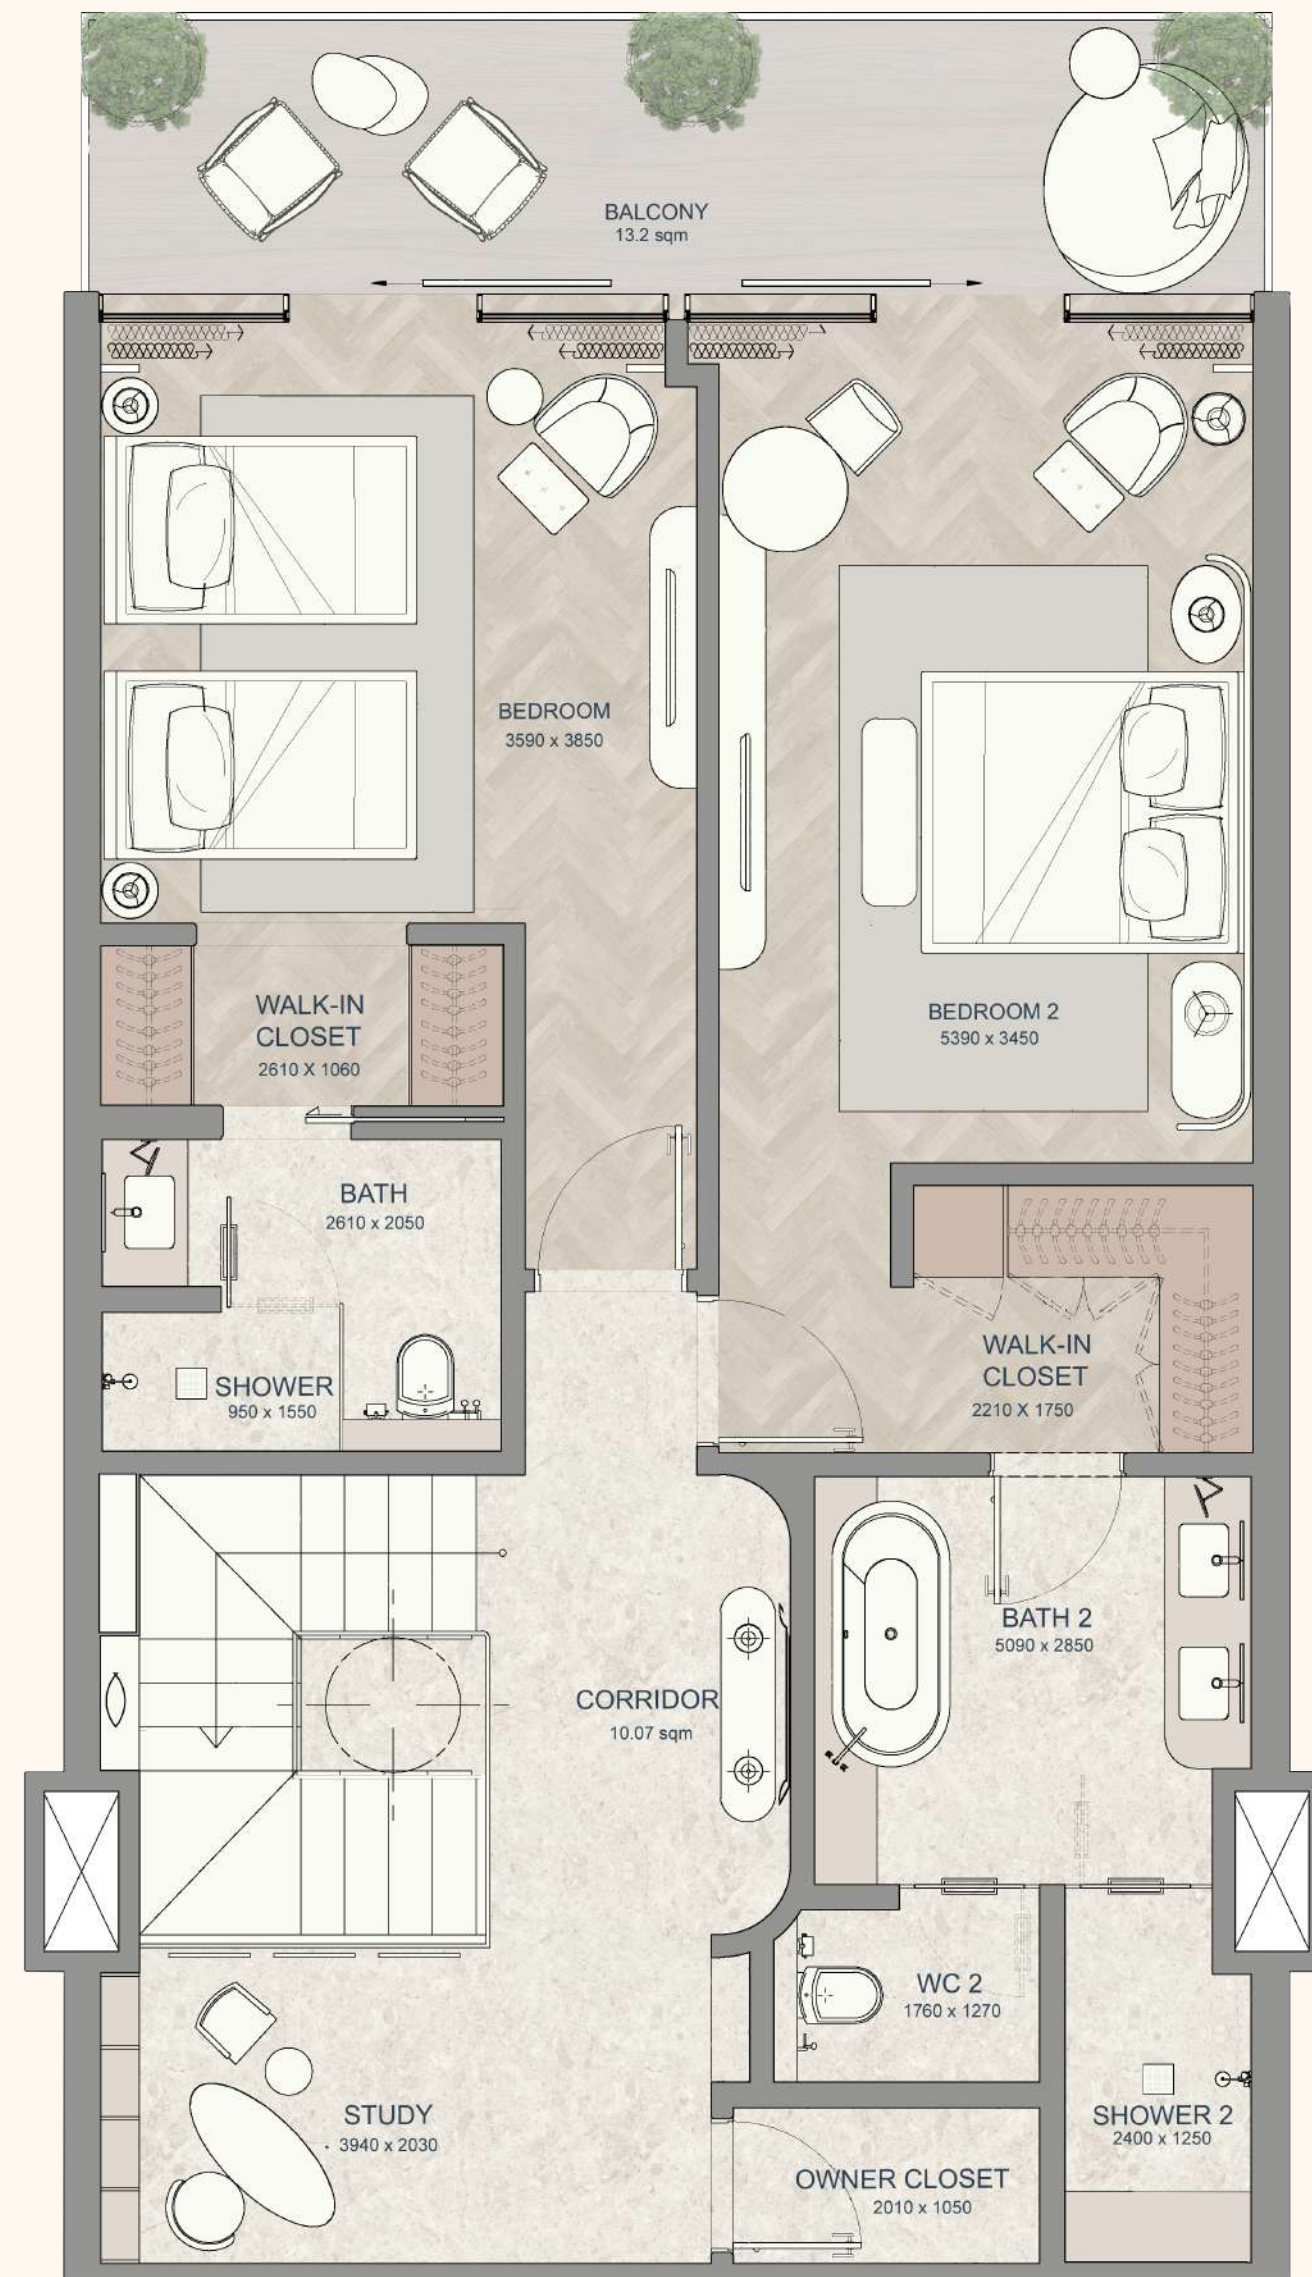 BALCONY
13.2 sqm
BEDROOM
3590 x 3850
WALK-IN
CLOSET
2610 X 1060
BEDROOM 2
5390 x 3450
BATH
2610 x 2050
SHOWER
950 x 1550
WALK-IN
CLOSET
2210 X 1750
BATH 2
5090 x 2850
CORRIDOR
10.07 sqm
WC 2
1760 x 1270
STUDY
3940 x 2030
SHOWER 2
2400 x 1250
OWNER CLOSET
2010 x 1050